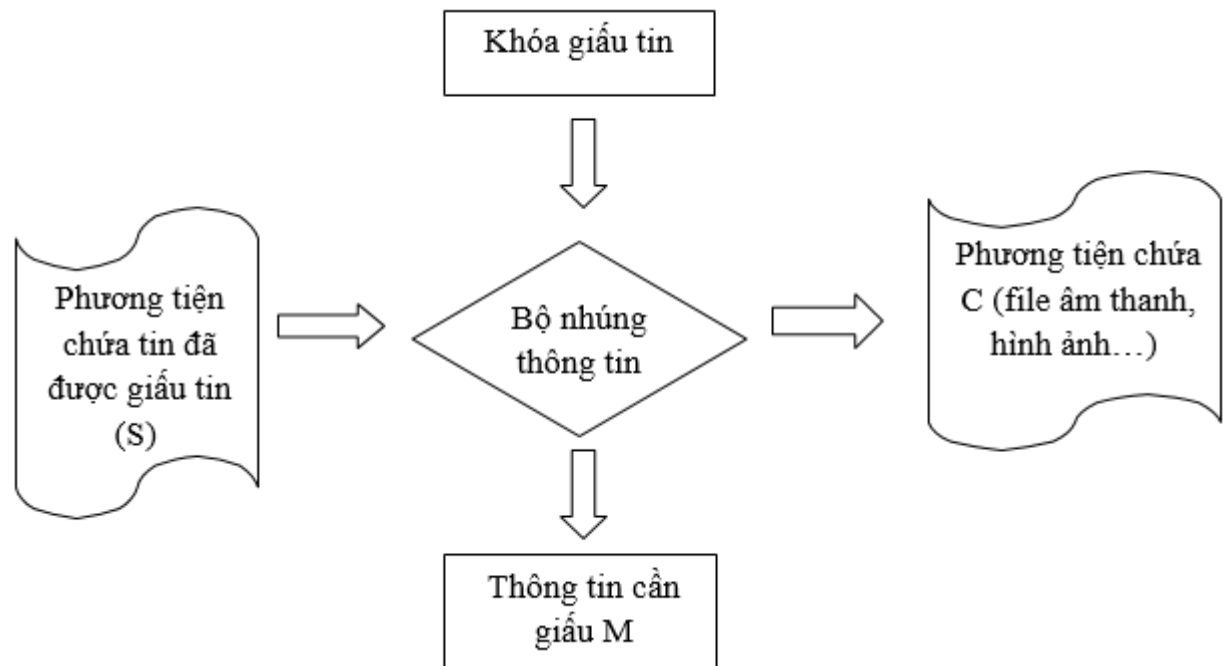 Khóa giấu tin
Phương tiện
chứa tin đã
được giấu tin
(S)
Bộ nhúng
thông tin
Phương tiện chứa
C (file âm thanh,
hình ảnh…)
Thông tin cần
giấu M